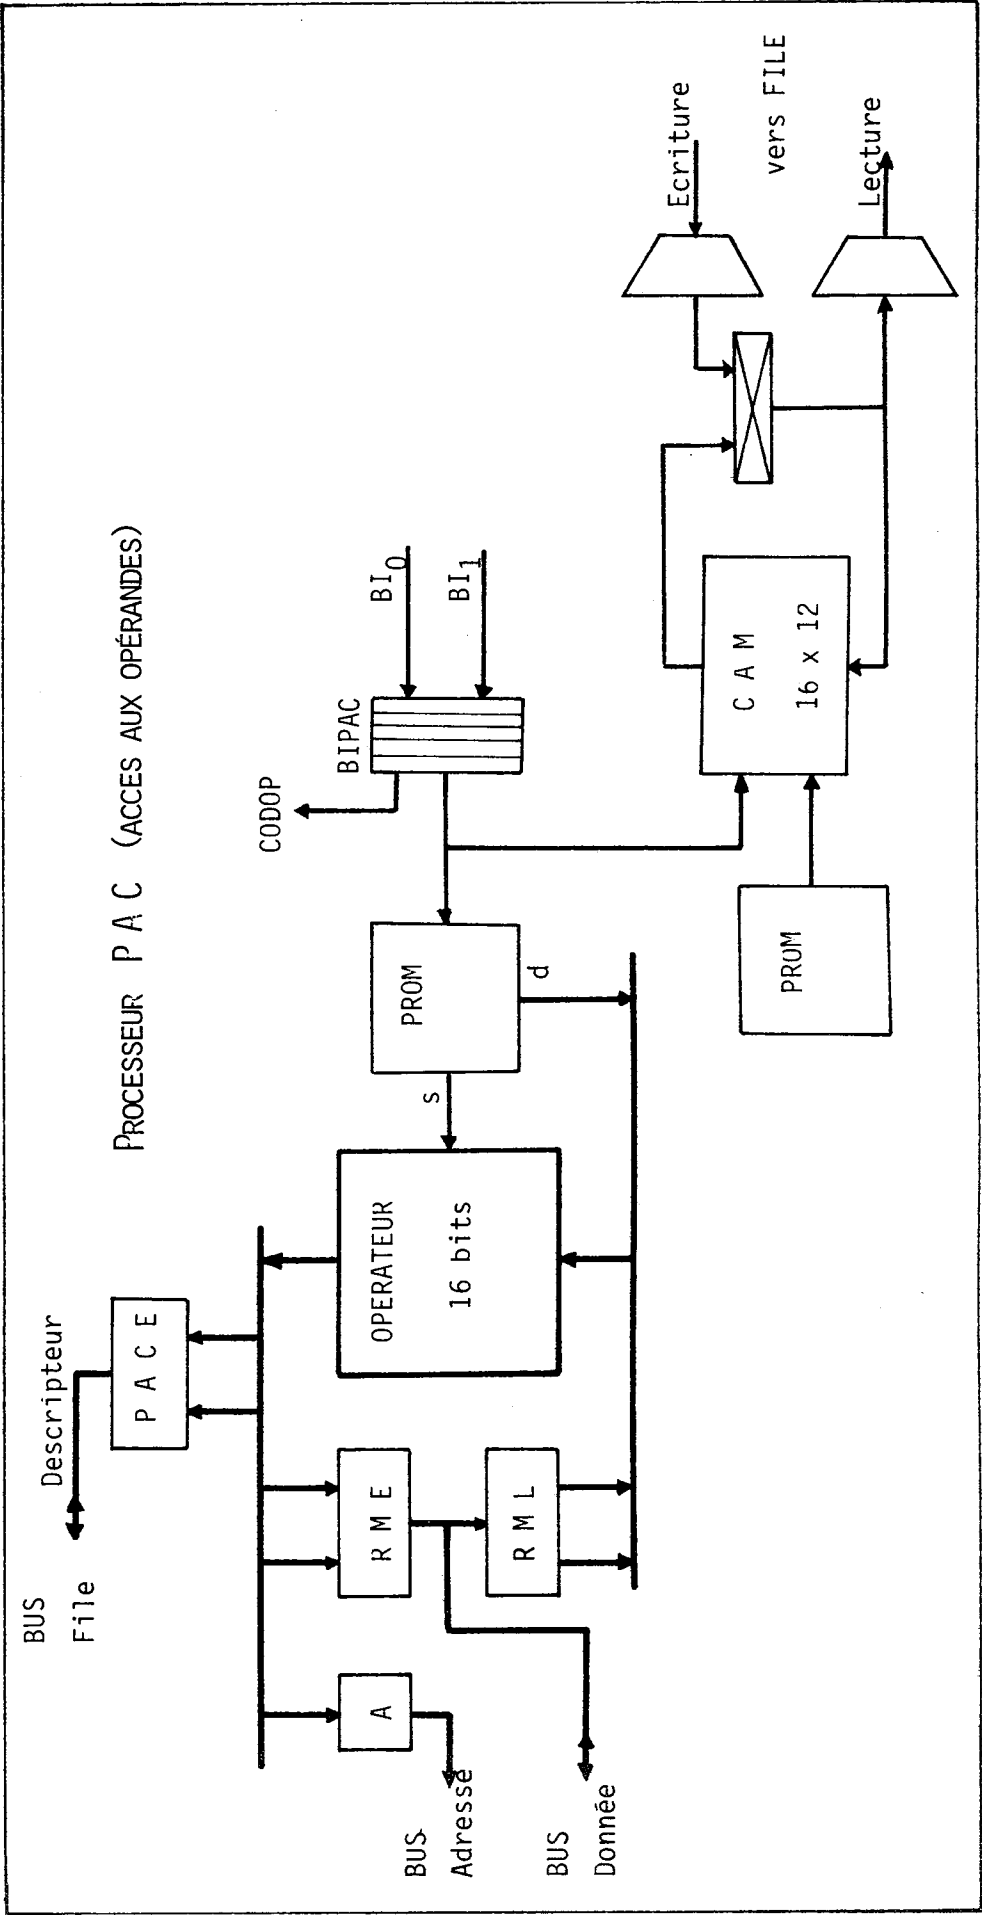 PROCESSEUR P A C (ACCES AUX OPÉRANDES)
BUS
File
Descripteur
P A C E
BUS
Adresse
A
R M E
R M L
BUS
Donnée
OPERATEUR
16 bits
s
d
PROM
CODOP
BIPAC
BI0
BI1
PROM
C A M
16 x 12
Ecriture
vers FILE
Lecture